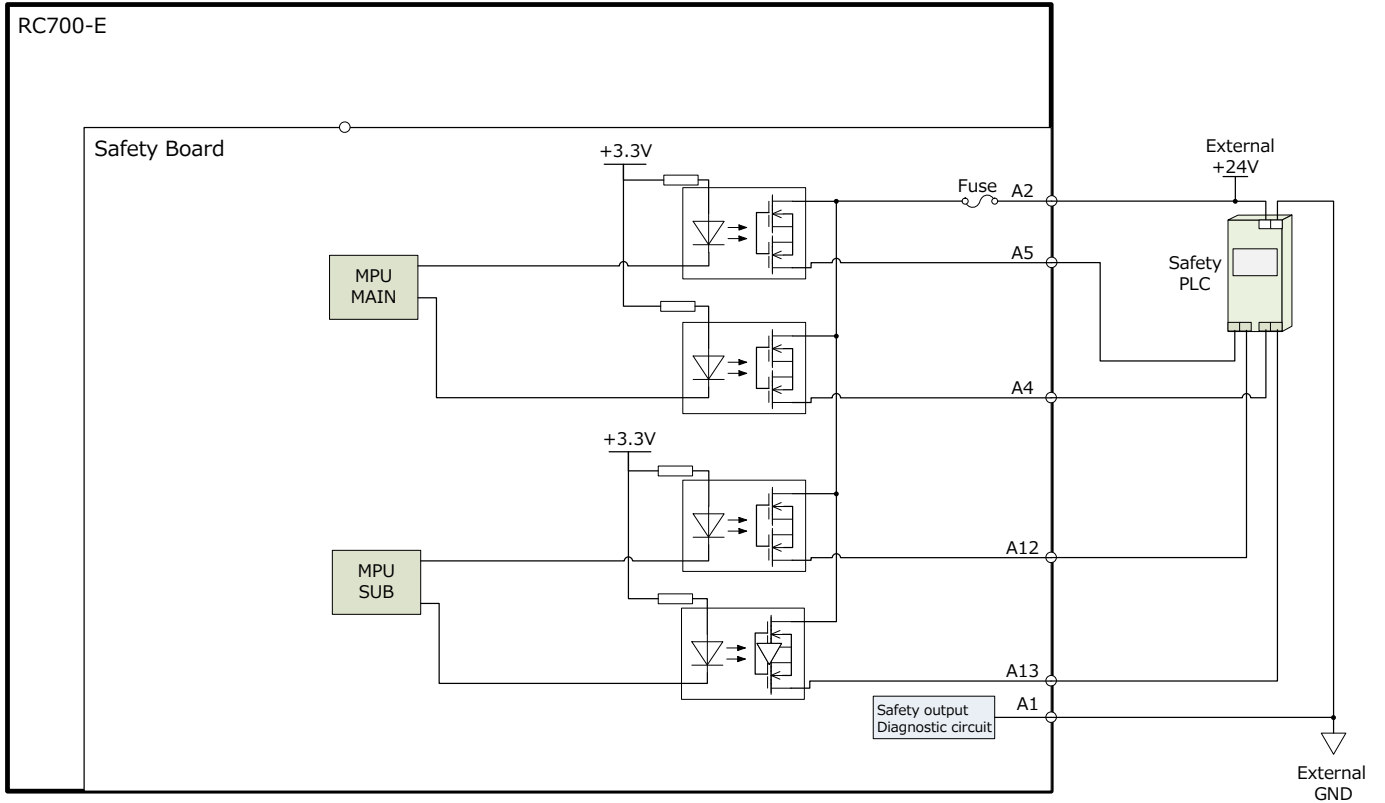 RC700-E
Safety Board
+3.3V
External
+24V
Fuse
A2
A5
Safety
PLC
MPU
MAIN
A4
+3.3V
A12
MPU
SUB
A13
A1
Safety output
Diagnostic circuit
External
GND